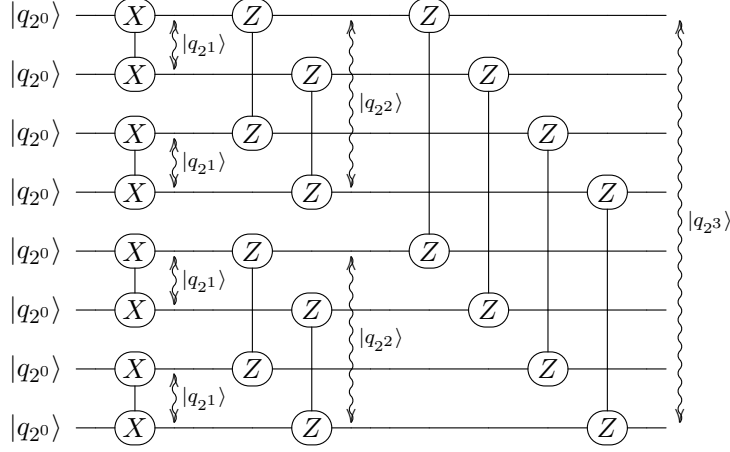 |q_{2^0}⟩ X Z Z
|q_{2^1}⟩
|q_{2^0}⟩ X Z Z
|q_{2^2}⟩
|q_{2^0}⟩ X Z Z
|q_{2^1}⟩
|q_{2^0}⟩ X Z Z
|q_{2^3}⟩
|q_{2^0}⟩ X Z Z
|q_{2^1}⟩
|q_{2^0}⟩ X Z Z
|q_{2^2}⟩
|q_{2^0}⟩ X Z Z
|q_{2^1}⟩
|q_{2^0}⟩ X Z Z